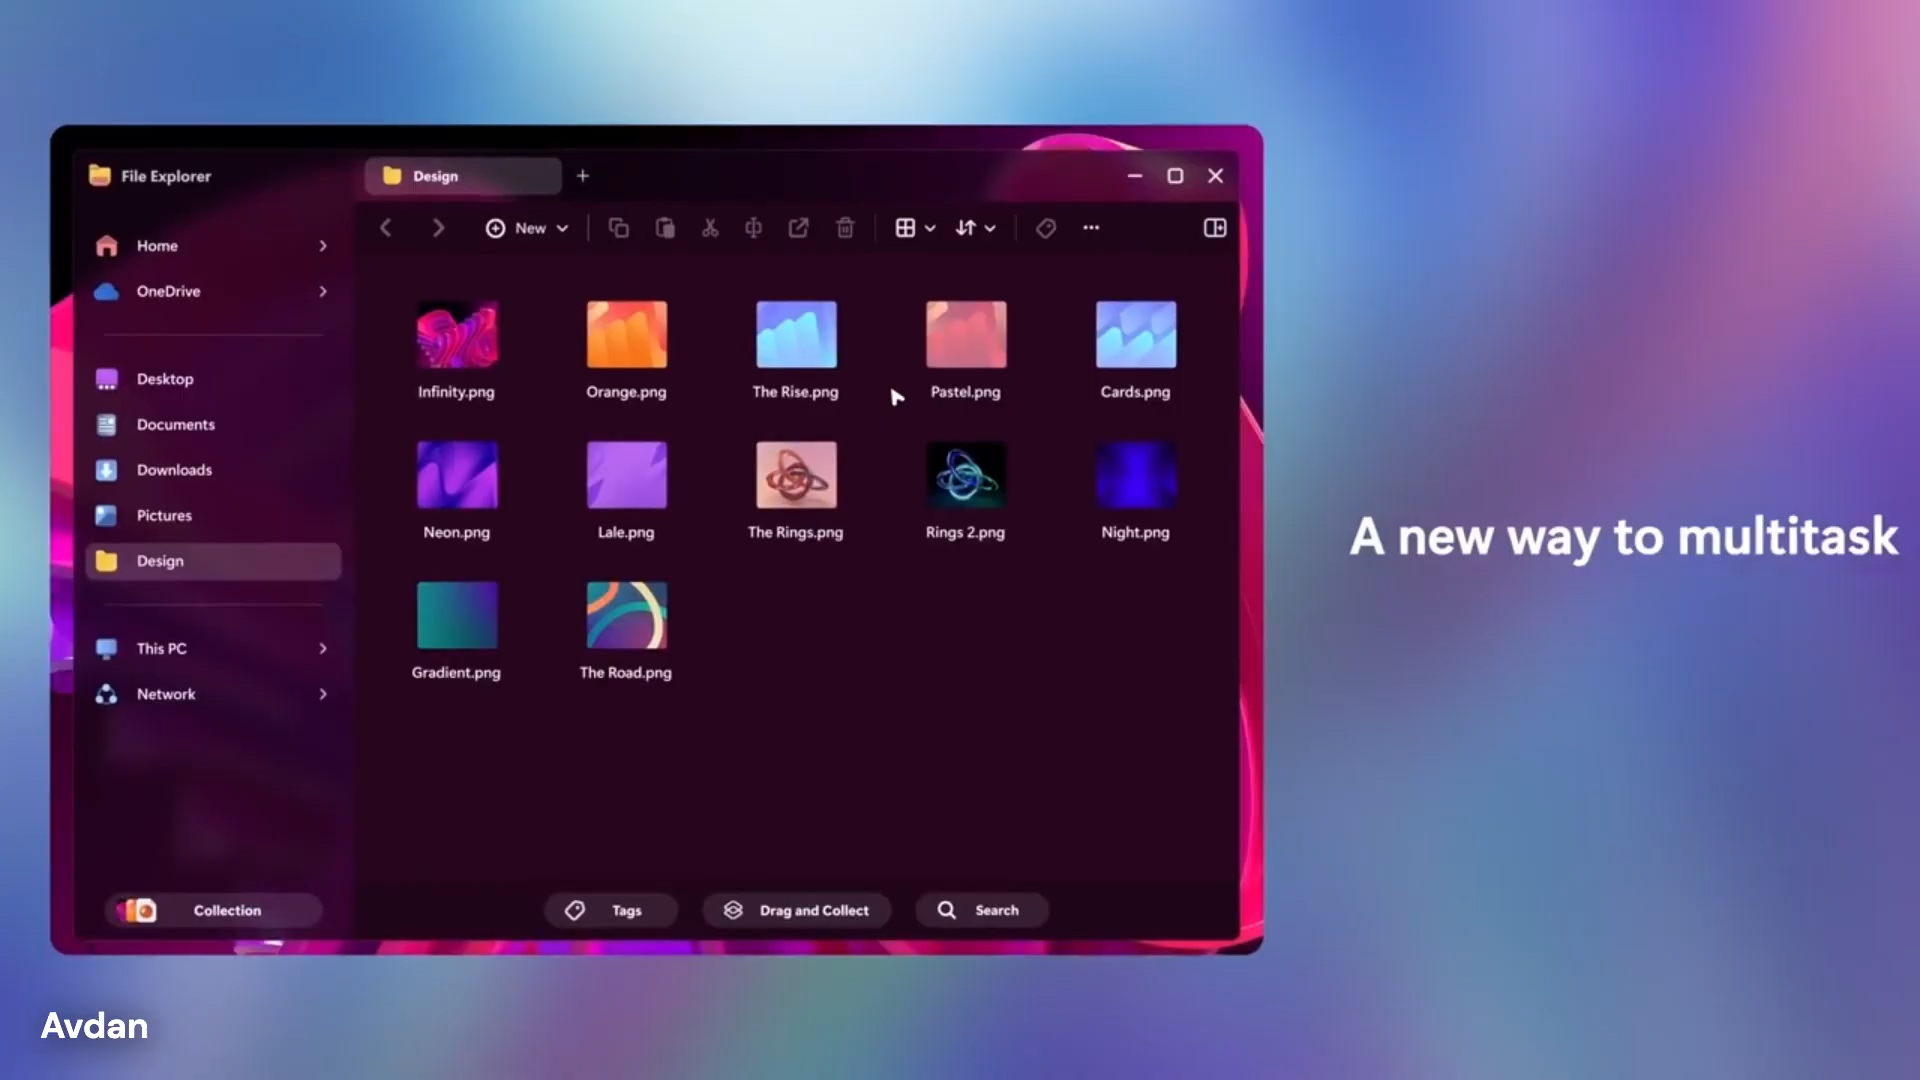 File Explorer
Design
New
Home
OneDrive
Desktop
Documents
Downloads
Pictures
Design
This PC
Network
Collection
Infinity.png
Orange.png
The Rise.png
Pastel.png
Cards.png
Neon.png
Lale.png
The Rings.png
Rings 2.png
Night.png
Gradient.png
The Road.png
Tags
Drag and Collect
Search
A new way to multitask
Avdan